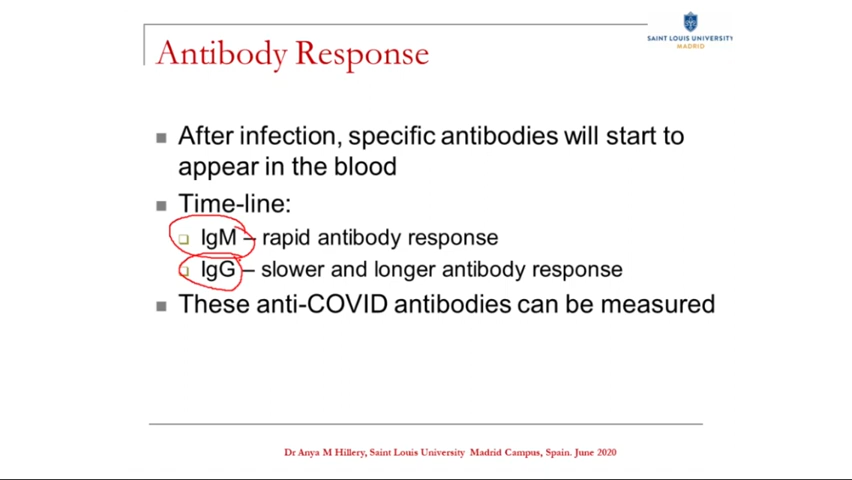 SAINT LOUIS UNIVERSITY
MADRID
Antibody Response
After infection, specific antibodies will start to
appear in the blood
Time-line:
IgM – rapid antibody response
IgG – slower and longer antibody response
These anti-COVID antibodies can be measured
Dr Anya M Hillery, Saint Louis University Madrid Campus, Spain. June 2020